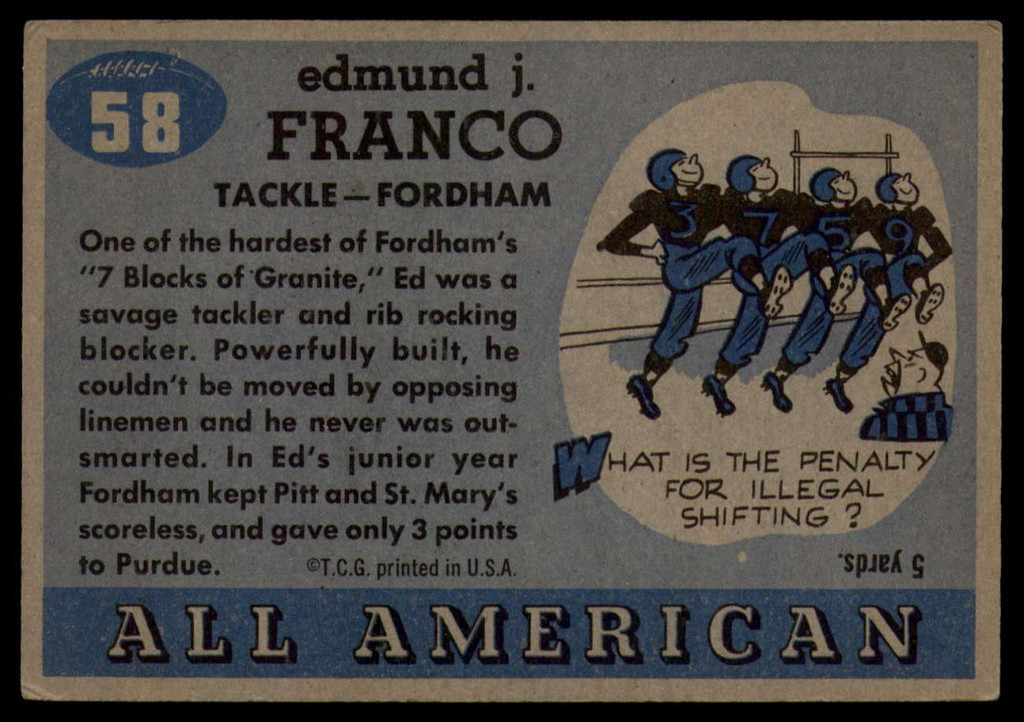 58
edmund j.
FRANCO
TACKLE—FORDHAM
One of the hardest of Fordham's
"7 Blocks of Granite," Ed was a
savage tackler and rib rocking
blocker. Powerfully built, he
couldn't be moved by opposing
linemen and he never was out-
smarted. In Ed's junior year
Fordham kept Pitt and St. Mary's
scoreless, and gave only 3 points
to Purdue.
©T.C.G. printed in U.S.A.
3 7 5 9
WHAT IS THE PENALTY
FOR ILLEGAL
SHIFTING?
5 yards.
ALL AMERICAN